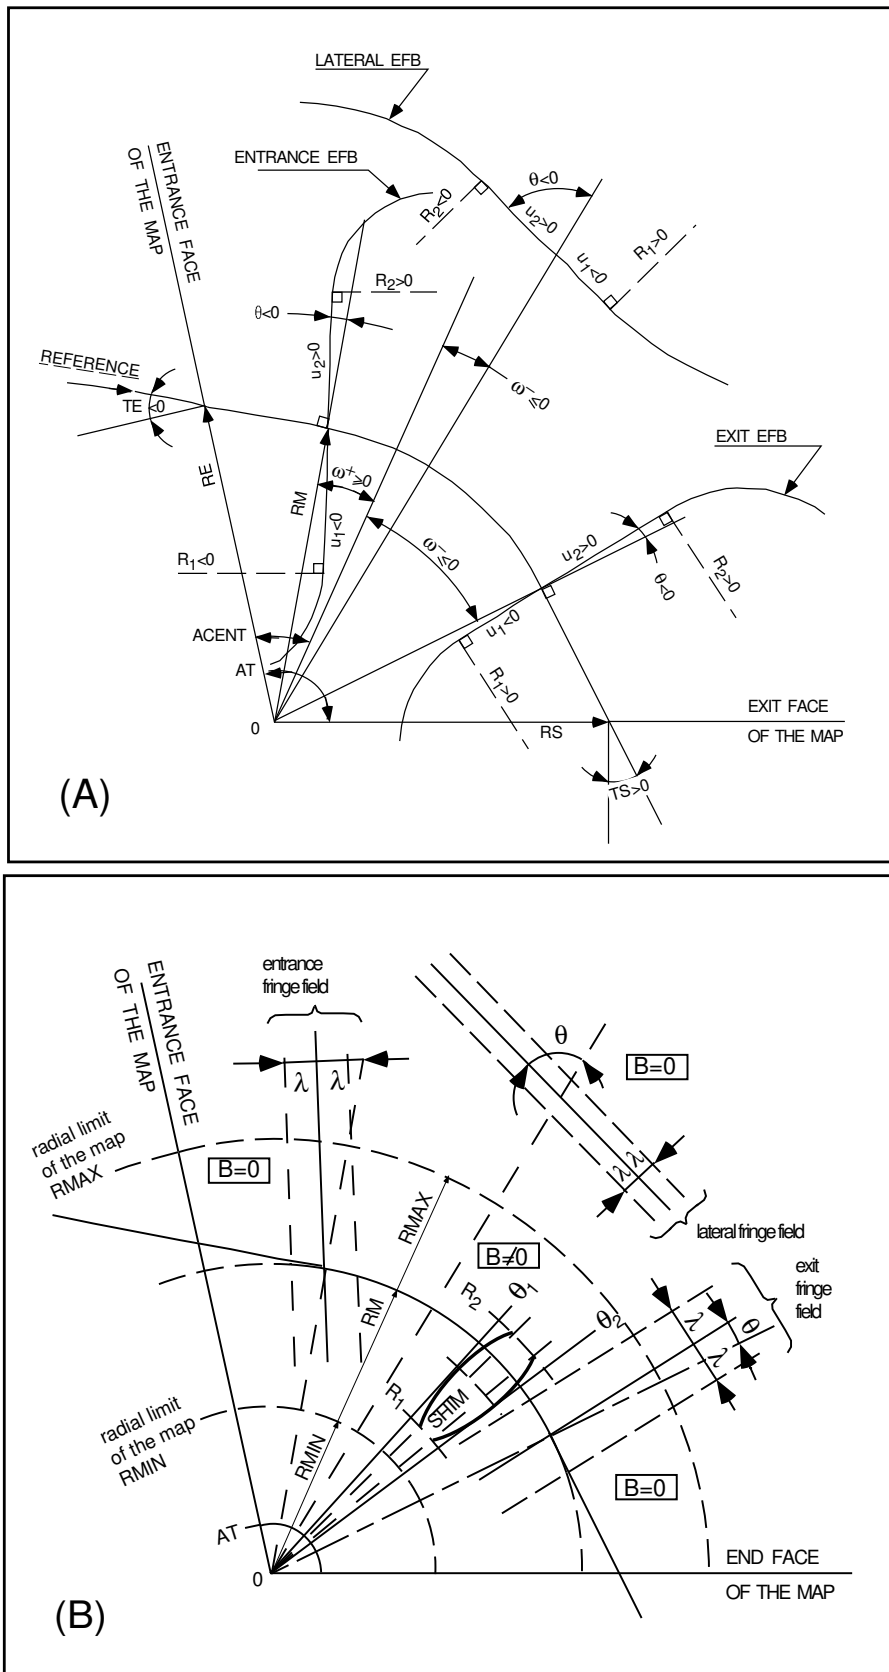 LATERAL EFB
ENTRANCE FACE
OF THE MAP
ENTRANCE EFB
θ<0
R2<0
u2>0
R1>0
u1<0
R2>0
θ<0
u2>0
REFERENCE
TE <0
ω⁻≤0
EXIT EFB
RE
RM
ω⁺≥0
u1<0
ω⁻≤0
u2>0
R2>0
θ<0
R1<0
u1<0
ACENT
R1>0
AT
0
RS
EXIT FACE
OF THE MAP
TS>0
(A)
entrance
fringe field
ENTRANCE FACE
OF THE MAP
θ
B=0
λ
λ
radial limit
of the map
RMAX
B=0
λ
λ
RMAX
lateral fringe field
B≠0
exit
fringe
field
RM
R2
θ1
θ2
λ
θ
λ
R1
SHIM
radial limit
of the map
RMIN
RMIN
B=0
AT
0
END FACE
OF THE MAP
(B)